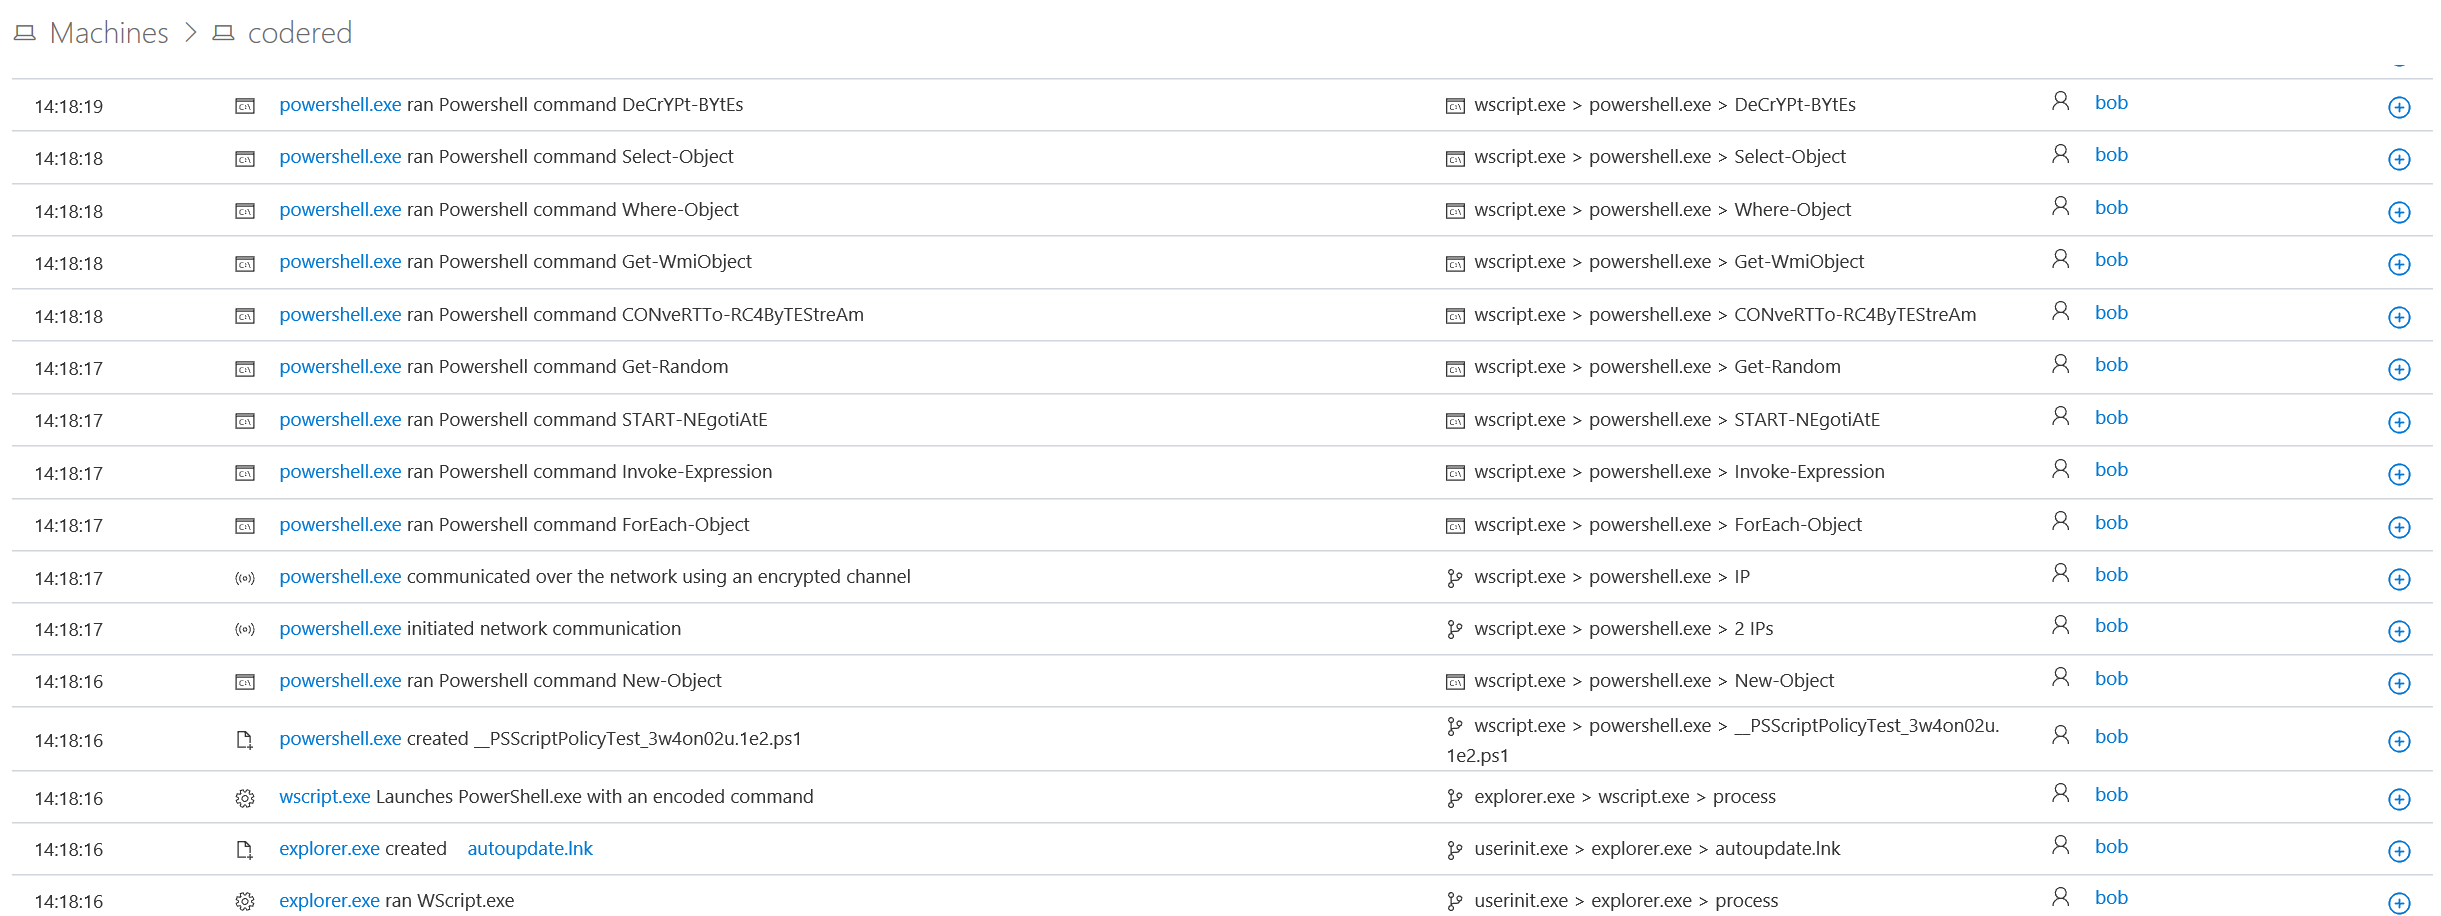 Machines > codered
14:18:19 powershell.exe ran Powershell command DeCrYPt-BYtEs wscript.exe > powershell.exe > DeCrYPt-BYtEs bob
14:18:18 powershell.exe ran Powershell command Select-Object wscript.exe > powershell.exe > Select-Object bob
14:18:18 powershell.exe ran Powershell command Where-Object wscript.exe > powershell.exe > Where-Object bob
14:18:18 powershell.exe ran Powershell command Get-WmiObject wscript.exe > powershell.exe > Get-WmiObject bob
14:18:18 powershell.exe ran Powershell command CONveRTTo-RC4ByTEStreAm wscript.exe > powershell.exe > CONveRTTo-RC4ByTEStreAm bob
14:18:17 powershell.exe ran Powershell command Get-Random wscript.exe > powershell.exe > Get-Random bob
14:18:17 powershell.exe ran Powershell command START-NEgotiAtE wscript.exe > powershell.exe > START-NEgotiAtE bob
14:18:17 powershell.exe ran Powershell command Invoke-Expression wscript.exe > powershell.exe > Invoke-Expression bob
14:18:17 powershell.exe ran Powershell command ForEach-Object wscript.exe > powershell.exe > ForEach-Object bob
14:18:17 powershell.exe communicated over the network using an encrypted channel wscript.exe > powershell.exe > IP bob
14:18:17 powershell.exe initiated network communication wscript.exe > powershell.exe > 2 IPs bob
14:18:16 powershell.exe ran Powershell command New-Object wscript.exe > powershell.exe > New-Object bob
14:18:16 powershell.exe created __PSScriptPolicyTest_3w4on02u.1e2.ps1 wscript.exe > powershell.exe > __PSScriptPolicyTest_3w4on02u.
1e2.ps1 bob
14:18:16 wscript.exe Launches PowerShell.exe with an encoded command explorer.exe > wscript.exe > process bob
14:18:16 explorer.exe created autoupdate.lnk userinit.exe > explorer.exe > autoupdate.lnk bob
14:18:16 explorer.exe ran WScript.exe userinit.exe > explorer.exe > process bob